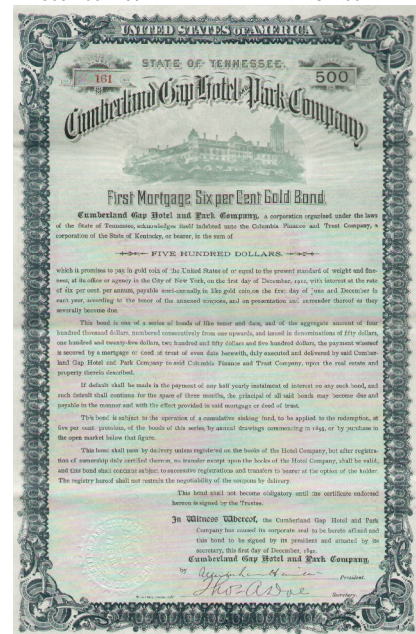 UNITED STATES OF AMERICA
STATE OF TENNESSEE.
161
500
Cumberland Gap Hotel and Park Company
First Mortgage Six per Cent Gold Bond.
Cumberland Gap Hotel and Park Company, a corporation organized under the laws
of the State of Tennessee, acknowledges itself indebted unto the Columbia Finance and Trust Company, a
corporation of the State of Kentucky, or bearer, in the sum of
FIVE HUNDRED DOLLARS,
which it promises to pay in gold coin of the United States of or equal to the present standard of weight and fine-
ness, at its office or agency in the City of New York, on the first day of December, with interest at the rate
of six per cent per annum, payable semi-annually in like gold coin, on the first day of June and December in
each year, according to the tenor of the annexed coupons, and on presentation and surrender thereof as they
severally become due.
This bond is one of a series of bonds of like tenor and date, and of the aggregate amount of four
hundred thousand dollars, numbered consecutively from one upwards, and issued in denominations of fifty dollars,
one hundred and twenty-five dollars, two hundred and fifty dollars and five hundred dollars, the payment whereof
is secured by a mortgage or deed of trust of even date herewith, duly executed and delivered by said Cumber-
land Gap Hotel and Park Company to said Columbia Finance and Trust Company, upon the real estate and
property therein described.
If default shall be made in the payment of any half yearly instalment of interest on any such bond, and
such default shall continue for the space of three months, the principal of all said bonds may become due and
payable in the manner and with the effect provided in said mortgage or deed of trust.
This bond is subject to the operation of a cumulative sinking fund, to be applied to the redemption, at
five per cent premium, of the bonds of this series, by annual drawings commencing in or by purchase in
the open market below that figure.
This bond shall pass by delivery unless registered on the books of the Hotel Company, but after registra-
tion of ownership duly certified thereon, no transfer except upon the books of the Hotel Company, shall be valid,
and this bond shall continue subject to successive registrations and transfers to bearer at the option of the holder.
The registry hereof shall not restrain the negotiability of the coupons by delivery.
This bond shall not become obligatory until the certificate endorsed
hereon is signed by the Trustee.
In Witness Whereof, the Cumberland Gap Hotel and Park
Company has caused its corporate seal to be hereto affixed and
this bond to be signed by its president and attested by its
secretary, this first day of December,
Cumberland Gap Hotel and Park Company,
by
President.
Secretary.